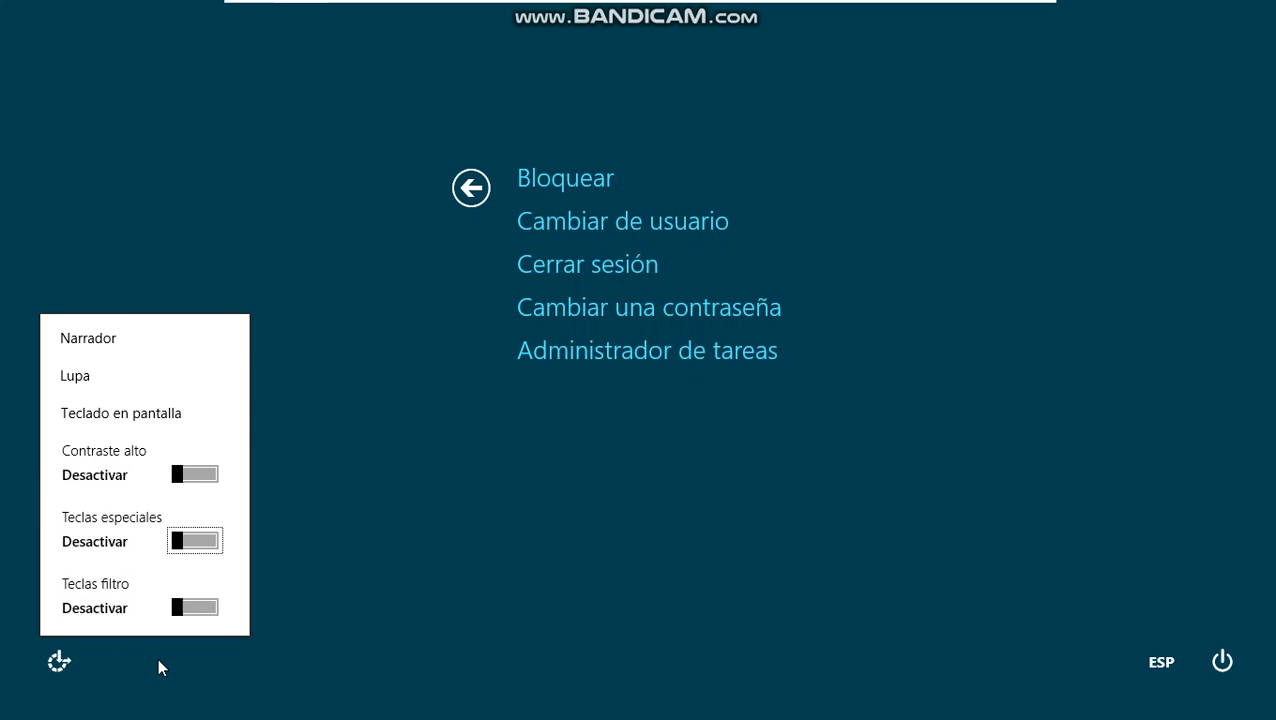 www.BANDICAM.com
Bloquear
Cambiar de usuario
Cerrar sesión
Cambiar una contraseña
Administrador de tareas
Narrador
Lupa
Teclado en pantalla
Contraste alto
Desactivar
Teclas especiales
Desactivar
Teclas filtro
Desactivar
ESP